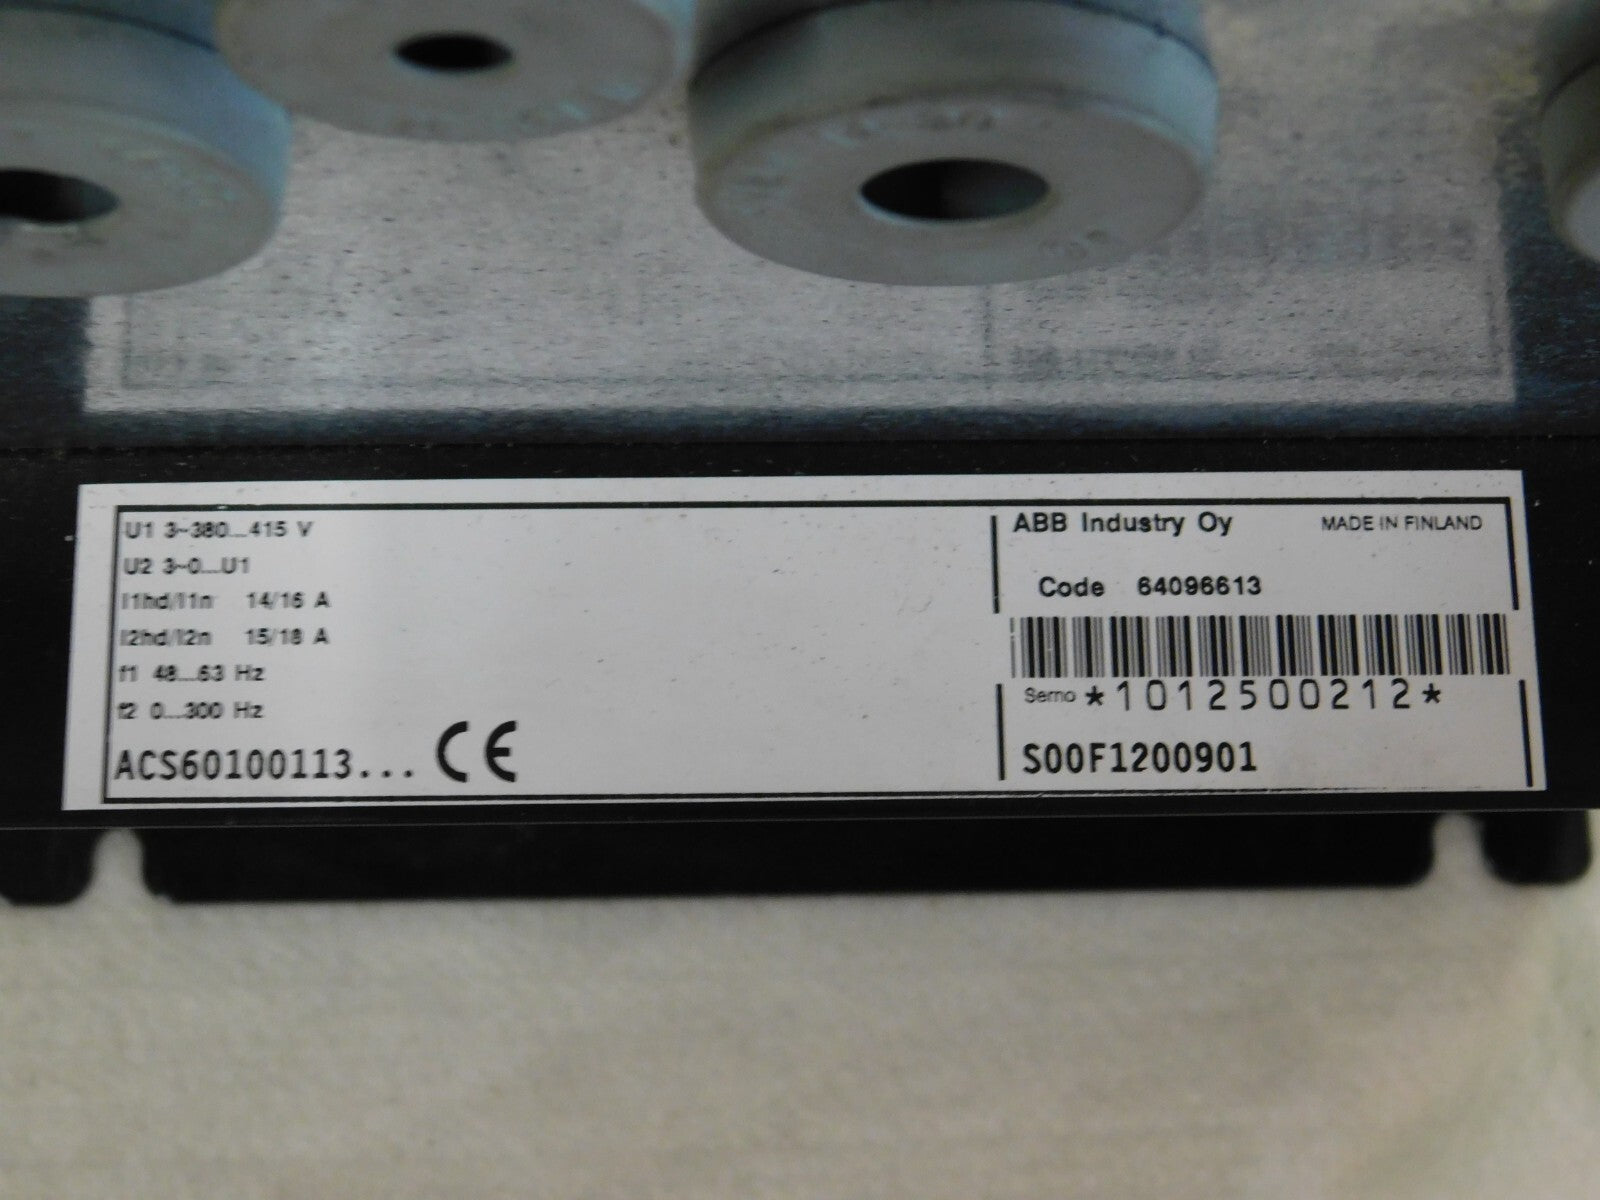 U1 3~380...415 V
U2 3~0...U1
I1hd/I1n 14/16 A
I2hd/I2n 15/18 A
f1 48...63 Hz
f2 0...300 Hz
ACS60100113... CE
ABB Industry Oy MADE IN FINLAND
Code 64096613
Serno *1012500212*
S00F1200901